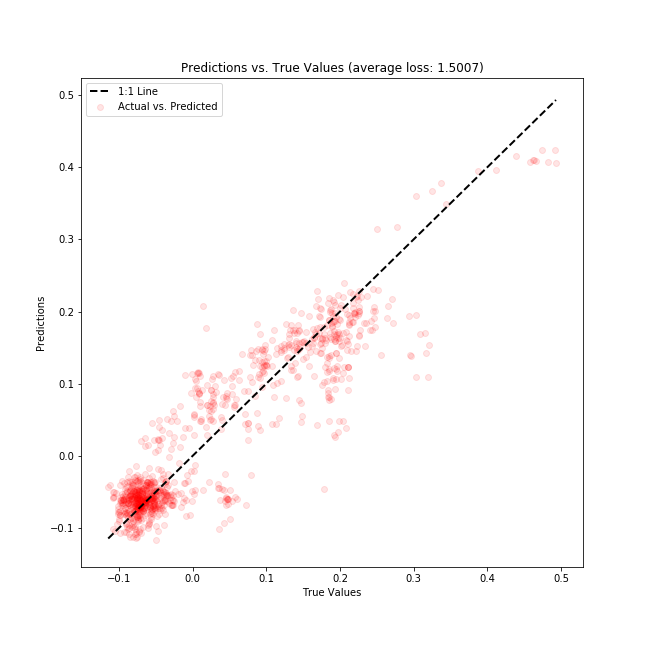 Predictions vs. True Values (average loss: 1.5007)
1:1 Line
Actual vs. Predicted
0.5
0.4
0.3
0.2
0.1
0.0
−0.1
Predictions
−0.1 0.0 0.1 0.2 0.3 0.4 0.5
True Values